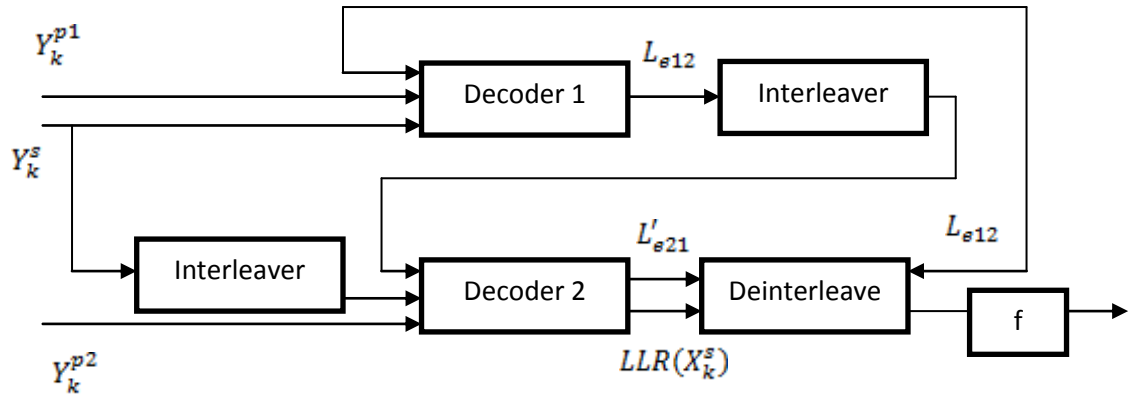 Y_k^{p1}
L_{e12}
Decoder 1
Interleaver
Y_k^s
L'_{e21}
L_{e12}
Interleaver
Decoder 2
Deinterleave
f
Y_k^{p2}
LLR(X_k^s)